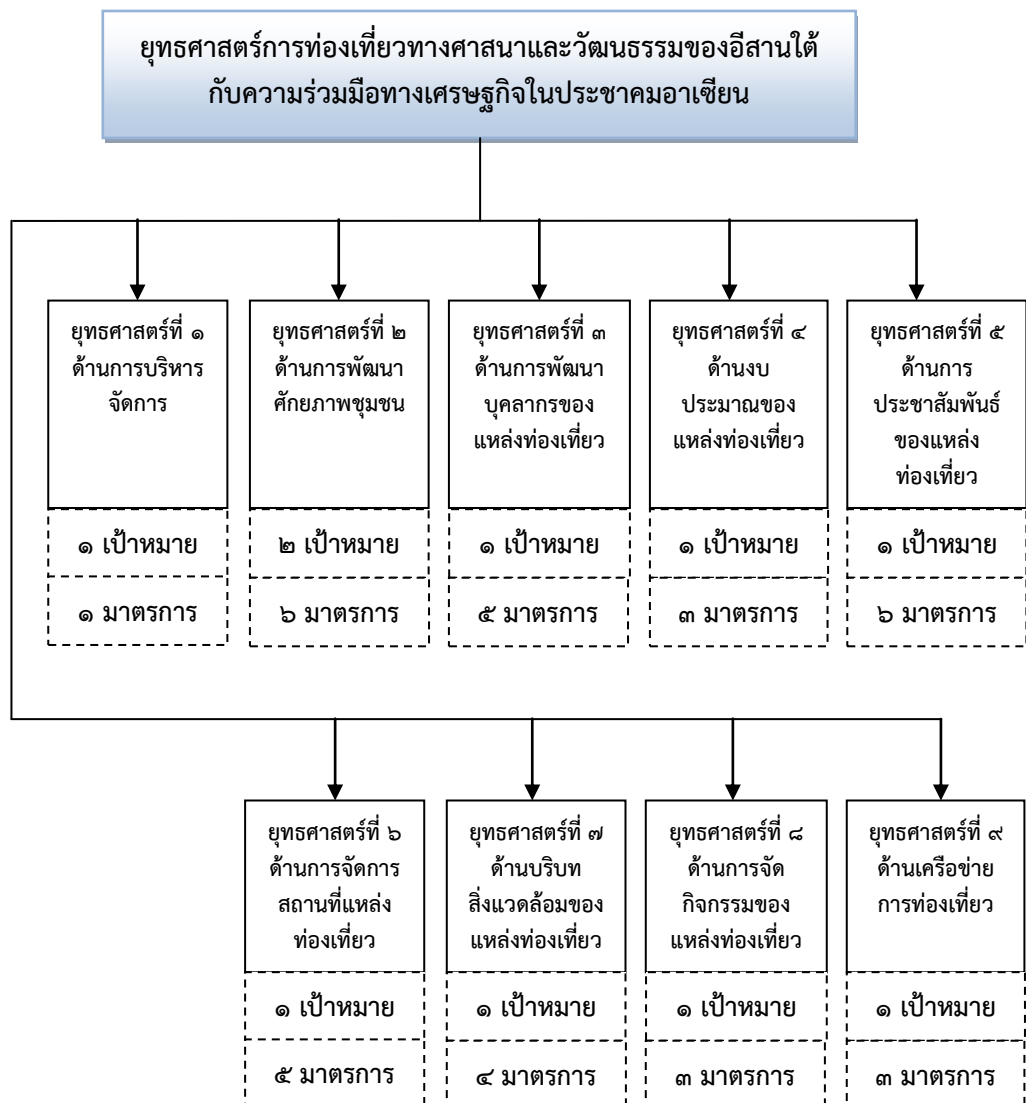 ยุทธศาสตร์การท่องเที่ยวทางศาสนาและวัฒนธรรมของอีสานใต้
กับความร่วมมือทางเศรษฐกิจในประชาคมอาเซียน
ยุทธศาสตร์ที่ ๑
ด้านการบริหาร
จัดการ
๑ เป้าหมาย
๑ มาตรการ
ยุทธศาสตร์ที่ ๒
ด้านการพัฒนา
ศักยภาพชุมชน
๒ เป้าหมาย
๖ มาตรการ
ยุทธศาสตร์ที่ ๓
ด้านการพัฒนา
บุคลากรของ
แหล่งท่องเที่ยว
๑ เป้าหมาย
๕ มาตรการ
ยุทธศาสตร์ที่ ๔
ด้านงบ
ประมาณของ
แหล่งท่องเที่ยว
๑ เป้าหมาย
๓ มาตรการ
ยุทธศาสตร์ที่ ๕
ด้านการ
ประชาสัมพันธ์
ของแหล่ง
ท่องเที่ยว
๑ เป้าหมาย
๖ มาตรการ
ยุทธศาสตร์ที่ ๖
ด้านการจัดการ
สถานที่แหล่ง
ท่องเที่ยว
๑ เป้าหมาย
๕ มาตรการ
ยุทธศาสตร์ที่ ๗
ด้านบริบท
สิ่งแวดล้อมของ
แหล่งท่องเที่ยว
๑ เป้าหมาย
๔ มาตรการ
ยุทธศาสตร์ที่ ๘
ด้านการจัด
กิจกรรมของ
แหล่งท่องเที่ยว
๑ เป้าหมาย
๓ มาตรการ
ยุทธศาสตร์ที่ ๙
ด้านเครือข่าย
การท่องเที่ยว
๑ เป้าหมาย
๓ มาตรการ